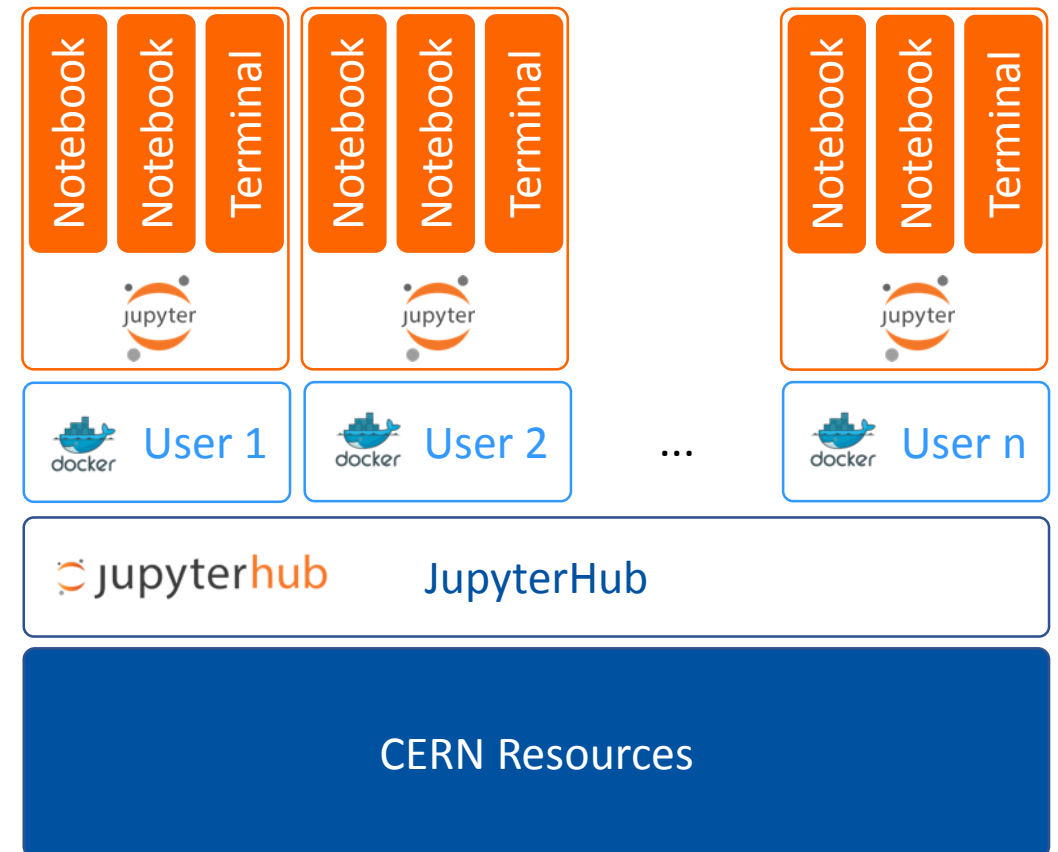 Notebook
Notebook
Terminal
Notebook
Notebook
Terminal
Notebook
Notebook
Terminal
jupyter
jupyter
jupyter
docker
User 1
docker
User 2
...
docker
User n
jupyterhub
JupyterHub
CERN Resources